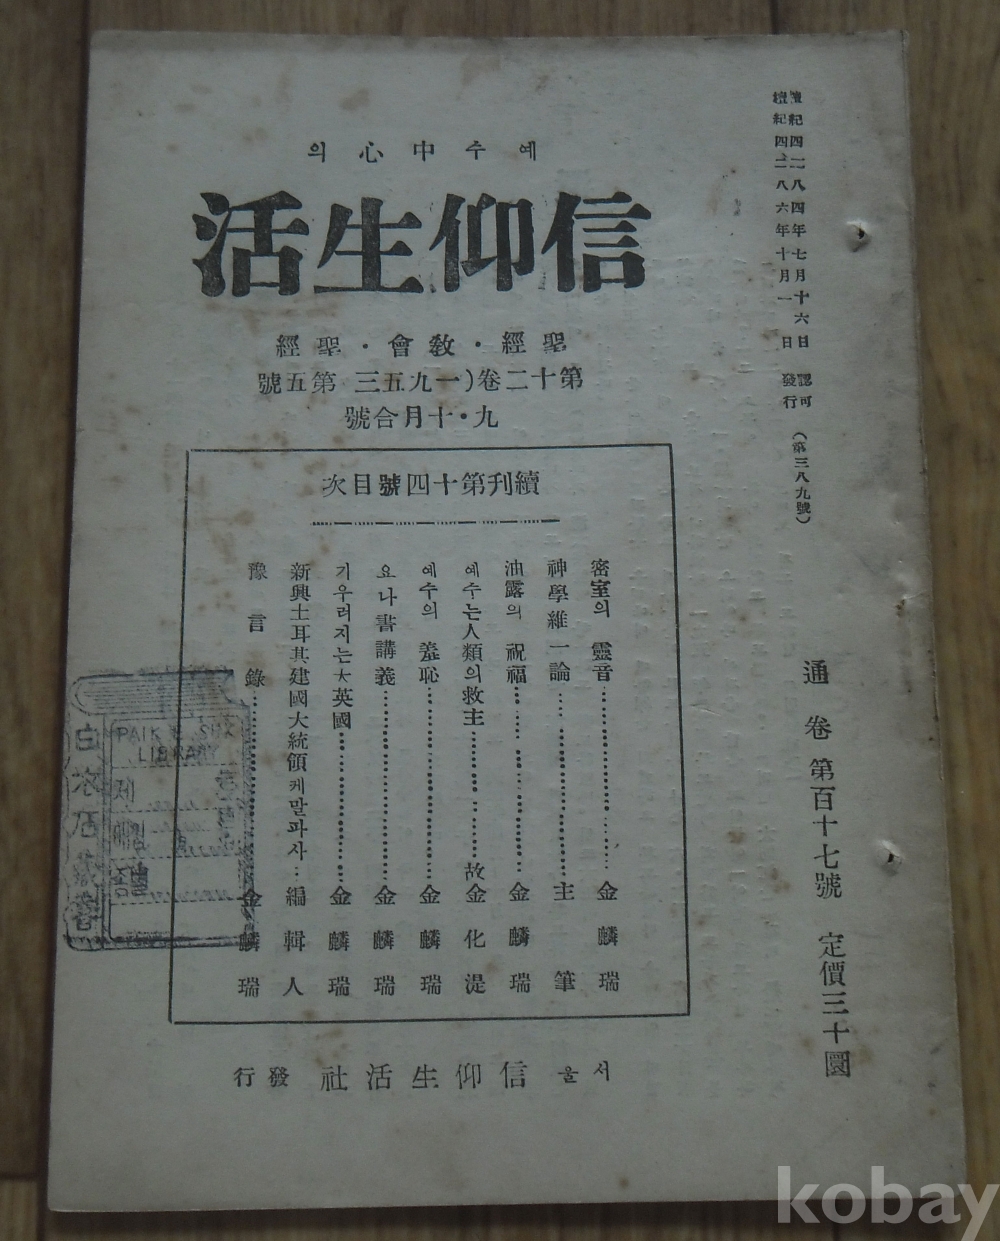 檀紀四二八四年七月十六日 認可
檀紀四二八六年十月一日 發行
(第三八九號)
예수中心의
信仰生活
聖經・敎會・聖經
第十二卷(一九五三 第五號
九・十月合號
續刊第十四號目次
密室의 靈音 金麟瑞
神學維一論 主筆
油露의 祝福 金麟瑞
예수는人類의救主 故金化湜
예수의 羞恥 金麟瑞
요나書講義 金麟瑞
기우러지는大英國 金麟瑞
新興土耳其建國大統領케말파사 編輯人
豫言錄 金麟瑞
通卷 第百十七號 定價三十圜
서울 信仰生活社 發行
LIBRARY
kobay